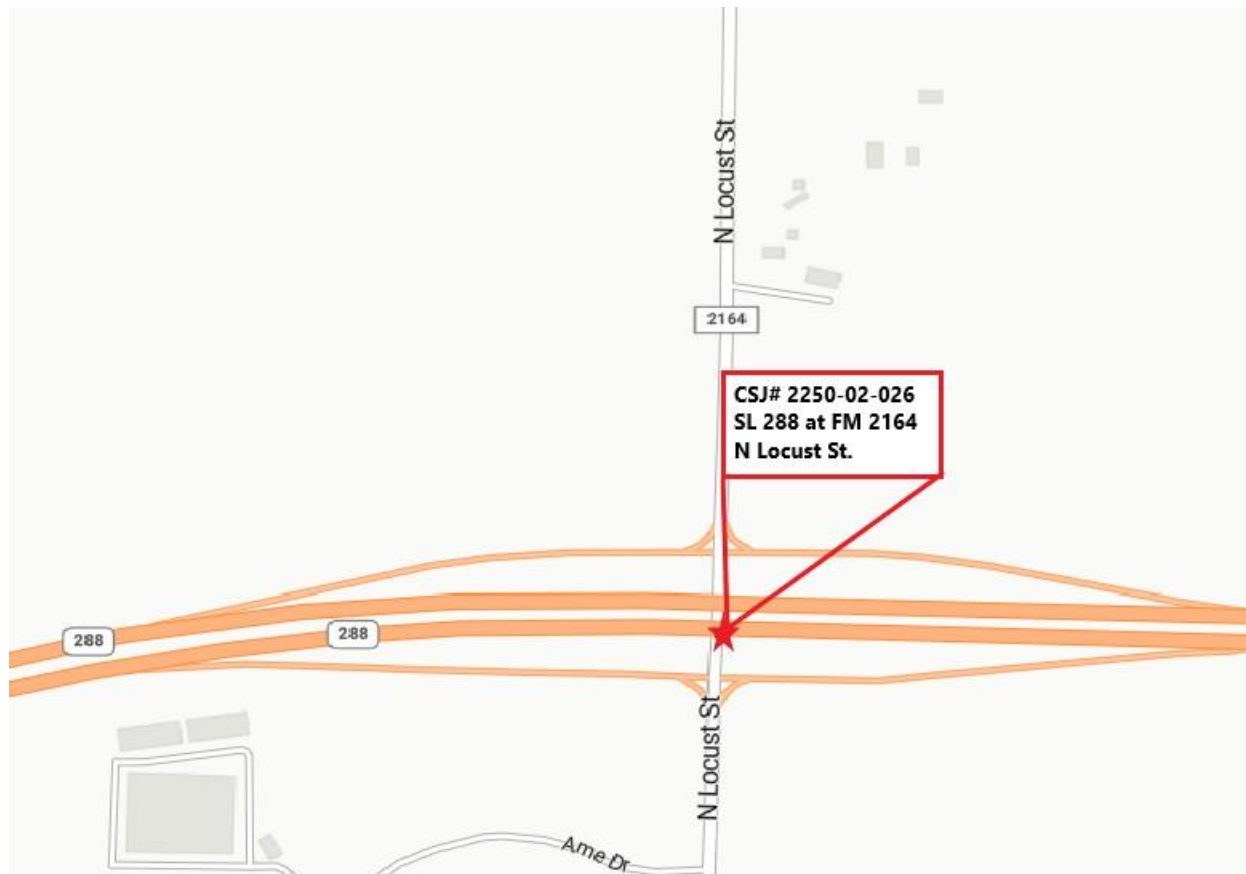 N Locust St
2164
CSJ# 2250-02-026
SL 288 at FM 2164
N Locust St.
288
288
N Locust St
Ame Dr